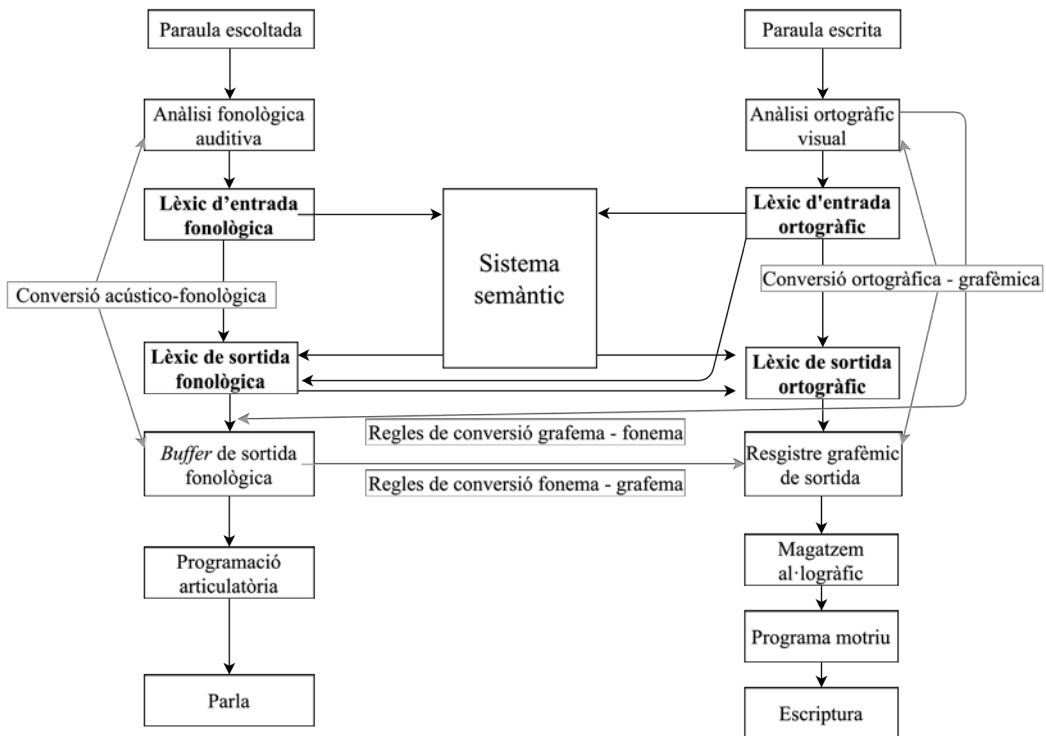 Paraula escoltada
Paraula escrita
Anàlisi fonològica
auditiva
Anàlisi ortogràfic
visual
Lèxic d’entrada
fonològica
Lèxic d'entrada
ortogràfic
Sistema
semàntic
Conversió acústico-fonològica
Conversió ortogràfica - grafèmica
Lèxic de sortida
fonològica
Lèxic de sortida
ortogràfic
Regles de conversió grafema - fonema
Buffer de sortida
fonològica
Resgistre grafèmic
de sortida
Regles de conversió fonema - grafema
Programació
articulatòria
Magatzem
al·logràfic
Programa motriu
Parla
Escriptura